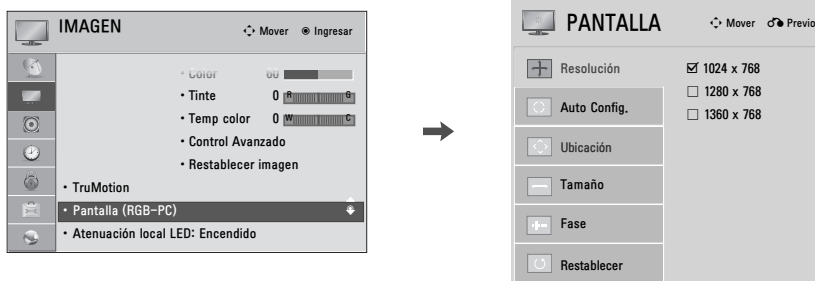 IMAGEN
Mover Ingresar
• Color 60
• Tinte 0 R G
• Temp color 0 W C
• Control Avanzado
• Restablecer imagen
• TruMotion
• Pantalla (RGB-PC)
• Atenuación local LED: Encendido
PANTALLA
Mover Previo
Resolución
Auto Config.
Ubicación
Tamaño
Fase
Restablecer
☑ 1024 x 768
☐ 1280 x 768
☐ 1360 x 768